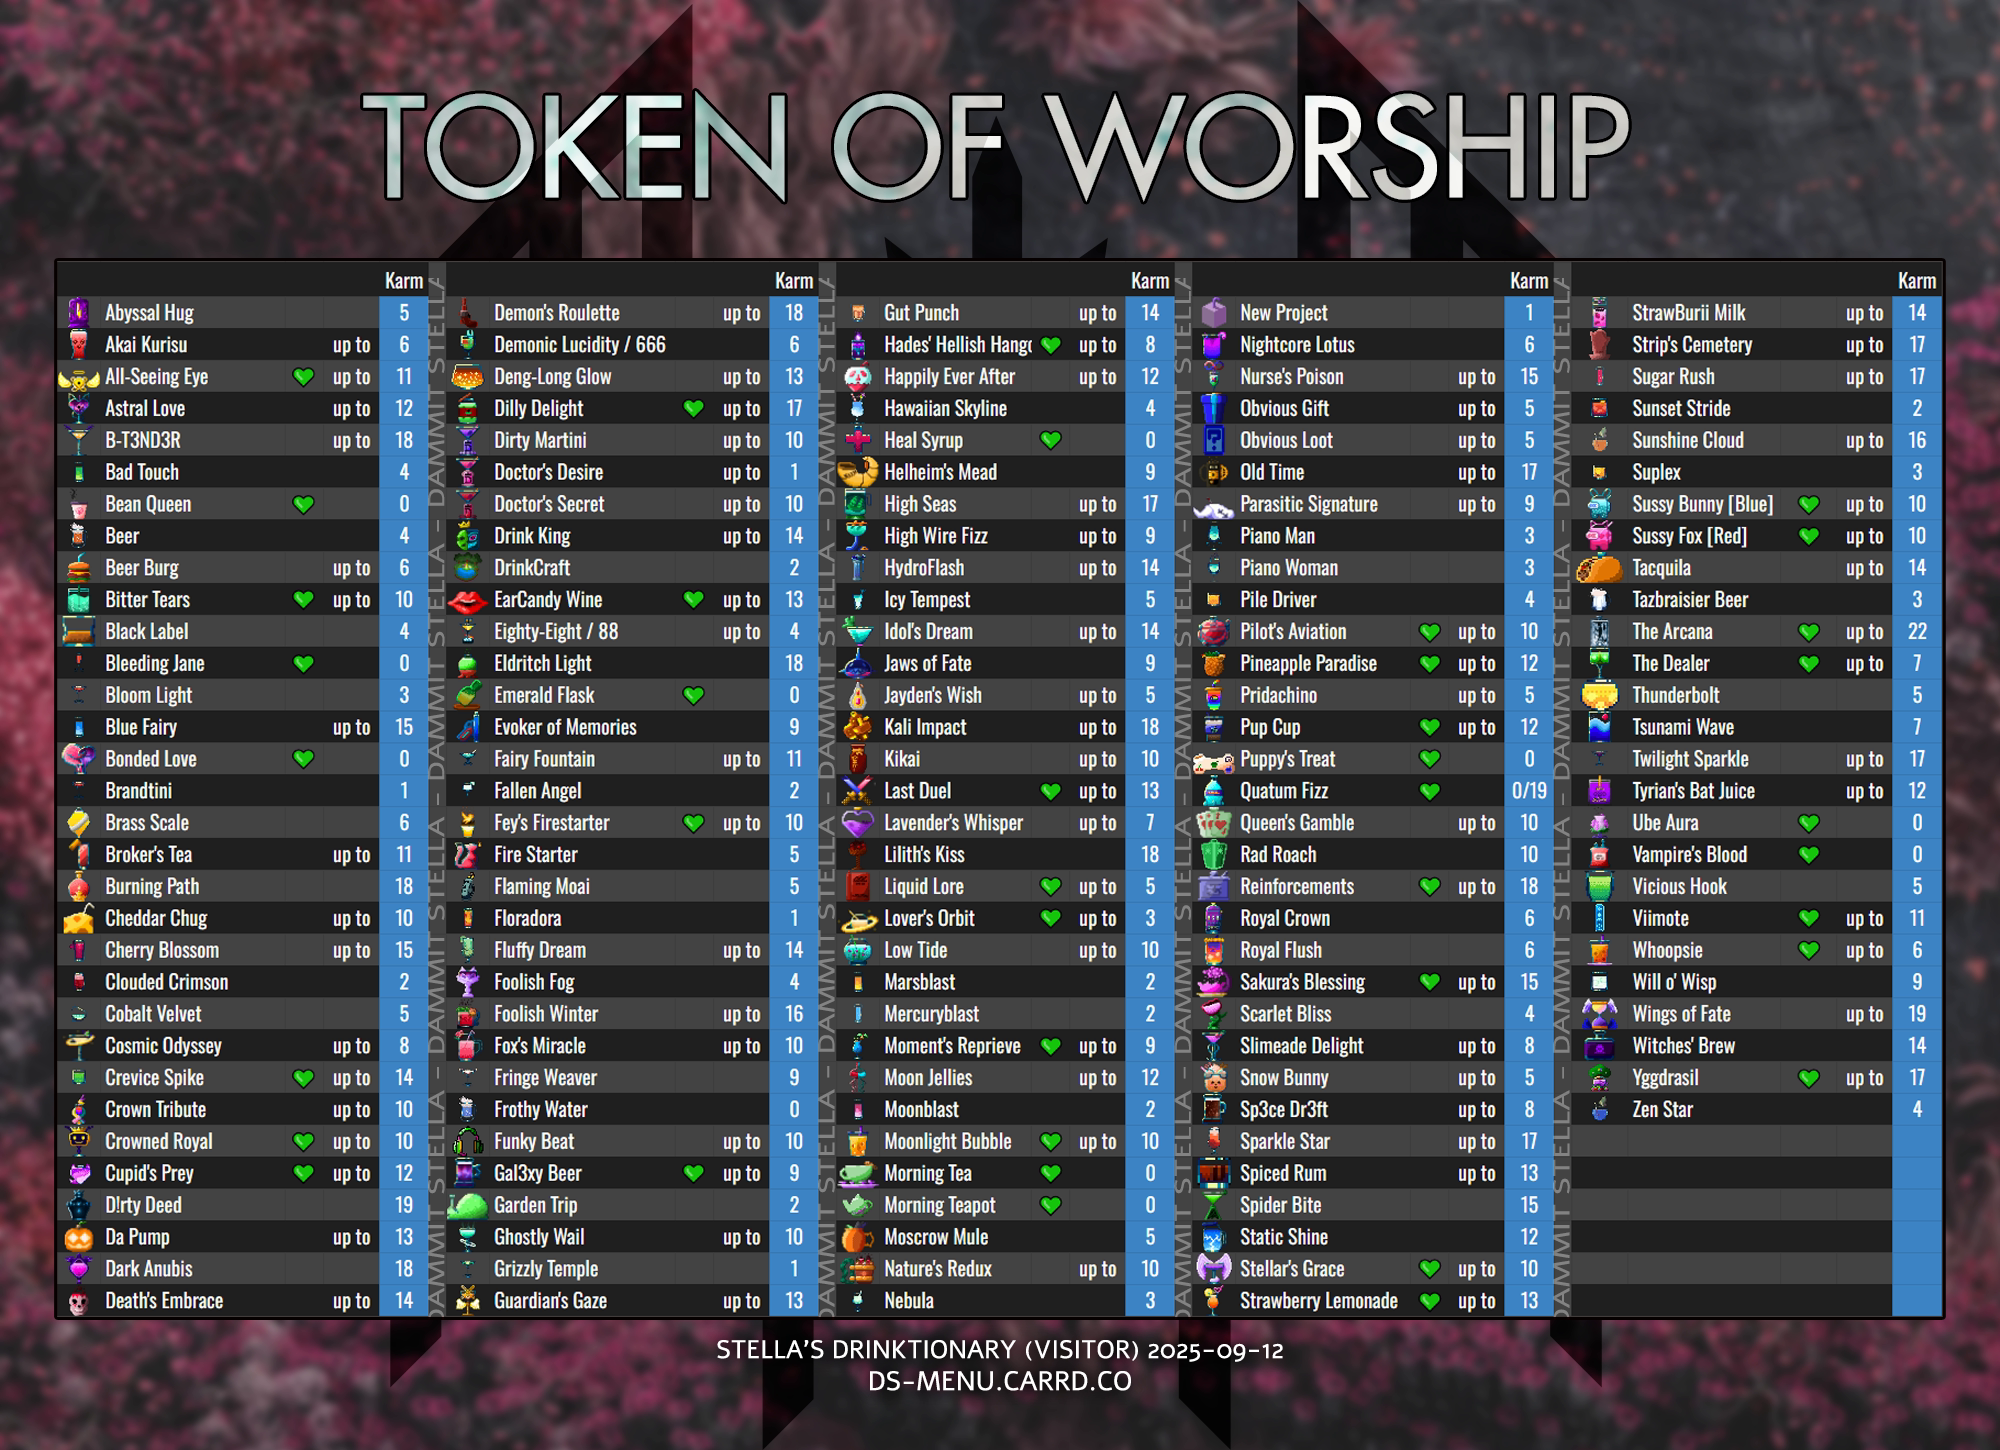 TOKEN OF WORSHIP
Karm
Abyssal Hug 5
Akai Kurisu up to 6
All-Seeing Eye up to 11
Astral Love up to 12
B-T3ND3R up to 18
Bad Touch 4
Bean Queen 0
Beer 4
Beer Burg up to 6
Bitter Tears up to 10
Black Label 4
Bleeding Jane 0
Bloom Light 3
Blue Fairy up to 15
Bonded Love 0
Brandtini 1
Brass Scale 6
Broker's Tea up to 11
Burning Path 18
Cheddar Chug up to 10
Cherry Blossom up to 15
Clouded Crimson 2
Cobalt Velvet 5
Cosmic Odyssey up to 8
Crevice Spike up to 14
Crown Tribute up to 10
Crowned Royal up to 10
Cupid's Prey up to 12
D!rty Deed 19
Da Pump up to 13
Dark Anubis 18
Death's Embrace up to 14
STELLA - DAMMIT STELLA - DAMMIT STELLA - DAMMIT
Karm
Demon's Roulette up to 18
Demonic Lucidity / 666 6
Deng-Long Glow up to 13
Dilly Delight up to 17
Dirty Martini up to 10
Doctor's Desire up to 1
Doctor's Secret up to 10
Drink King up to 14
DrinkCraft 2
EarCandy Wine up to 13
Eighty-Eight / 88 up to 4
Eldritch Light 18
Emerald Flask 0
Evoker of Memories 9
Fairy Fountain up to 11
Fallen Angel 2
Fey's Firestarter up to 10
Fire Starter 5
Flaming Moai 5
Floradora 1
Fluffy Dream up to 14
Foolish Fog 4
Foolish Winter up to 16
Fox's Miracle up to 10
Fringe Weaver 9
Frothy Water 0
Funky Beat up to 10
Gal3xy Beer up to 9
Garden Trip 2
Ghostly Wail up to 10
Grizzly Temple 1
Guardian's Gaze up to 13
STELLA - DAMMIT STELLA - DAMMIT STELLA - DAMMIT
Karm
Gut Punch up to 14
Hades' Hellish Hang up to 8
Happily Ever After up to 12
Hawaiian Skyline 4
Heal Syrup 0
Helheim's Mead 9
High Seas up to 17
High Wire Fizz up to 9
HydroFlash up to 14
Icy Tempest 5
Idol's Dream up to 14
Jaws of Fate 9
Jayden's Wish up to 5
Kali Impact up to 18
Kikai up to 10
Last Duel up to 13
Lavender's Whisper up to 7
Lilith's Kiss 18
Liquid Lore up to 5
Lover's Orbit up to 3
Low Tide up to 10
Marsblast 2
Mercuryblast 2
Moment's Reprieve up to 9
Moon Jellies up to 12
Moonblast 2
Moonlight Bubble up to 10
Morning Tea 0
Morning Teapot 0
Moscrow Mule 5
Nature's Redux up to 10
Nebula 3
STELLA - DAMMIT STELLA - DAMMIT STELLA - DAMMIT
Karm
New Project 1
Nightcore Lotus 6
Nurse's Poison up to 15
Obvious Gift up to 5
Obvious Loot up to 5
Old Time up to 17
Parasitic Signature up to 9
Piano Man 3
Piano Woman 3
Pile Driver 4
Pilot's Aviation up to 10
Pineapple Paradise up to 12
Pridachino up to 5
Pup Cup up to 12
Puppy's Treat 0
Quatum Fizz 0/19
Queen's Gamble up to 10
Rad Roach 10
Reinforcements up to 18
Royal Crown 6
Royal Flush 6
Sakura's Blessing up to 15
Scarlet Bliss 4
Slimeade Delight up to 8
Snow Bunny up to 5
Sp3ce Dr3ft up to 8
Sparkle Star up to 17
Spiced Rum up to 13
Spider Bite 15
Static Shine 12
Stellar's Grace up to 10
Strawberry Lemonade up to 13
STELLA - DAMMIT STELLA - DAMMIT STELLA - DAMMIT
Karm
StrawBurii Milk up to 14
Strip's Cemetery up to 17
Sugar Rush up to 17
Sunset Stride 2
Sunshine Cloud up to 16
Suplex 3
Sussy Bunny [Blue] up to 10
Sussy Fox [Red] up to 10
Tacquila up to 14
Tazbraisier Beer 3
The Arcana up to 22
The Dealer up to 7
Thunderbolt 5
Tsunami Wave 7
Twilight Sparkle up to 17
Tyrian's Bat Juice up to 12
Ube Aura 0
Vampire's Blood 0
Vicious Hook 5
Viimote up to 11
Whoopsie up to 6
Will o' Wisp 9
Wings of Fate up to 19
Witches' Brew 14
Yggdrasil up to 17
Zen Star 4
STELLA'S DRINKTIONARY (VISITOR) 2025-09-12
DS-MENU.CARRD.CO